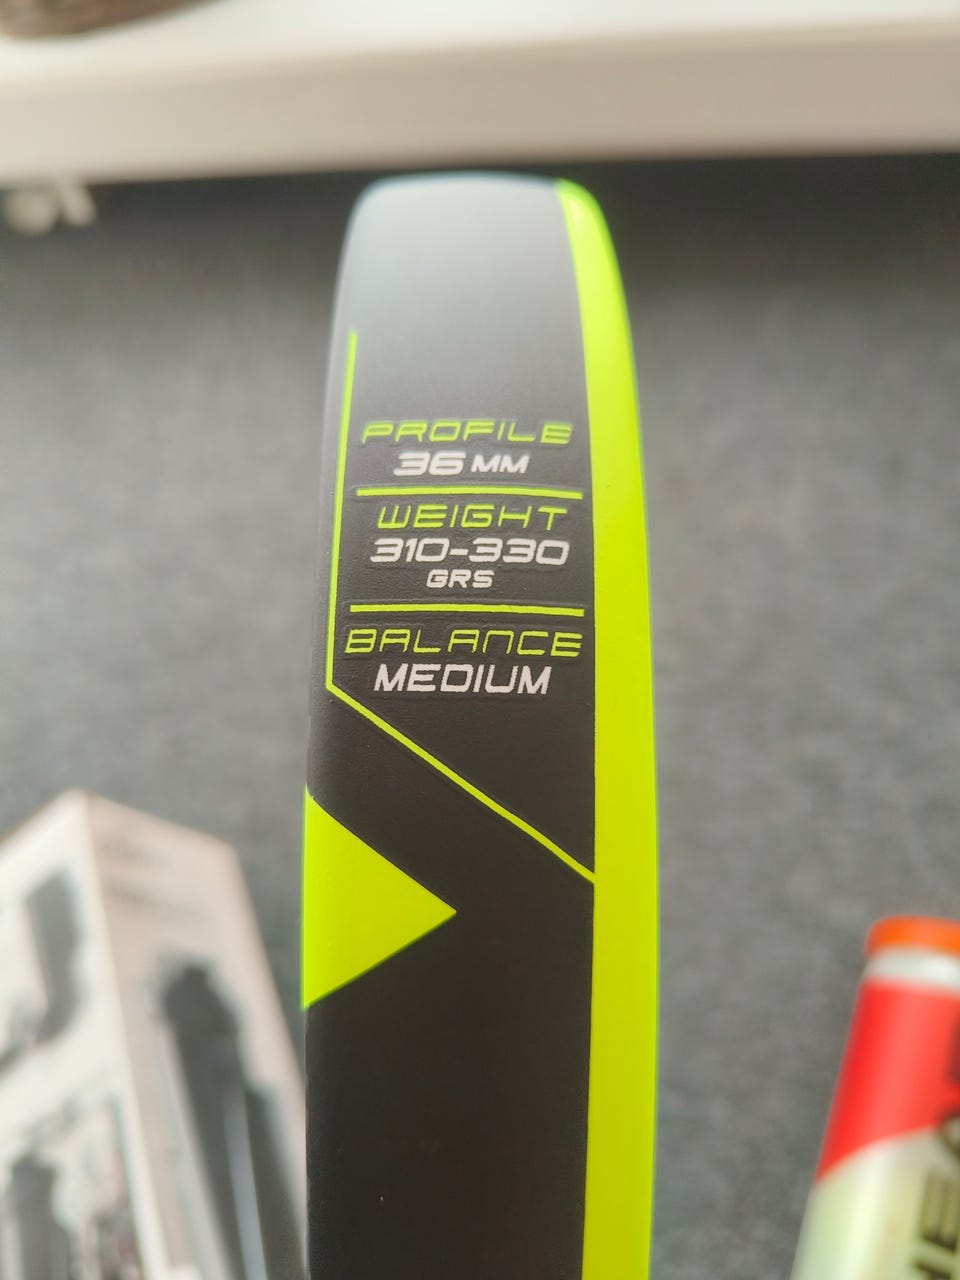 PROFILE
36 MM
WEIGHT
310-330
GRS
BALANCE
MEDIUM